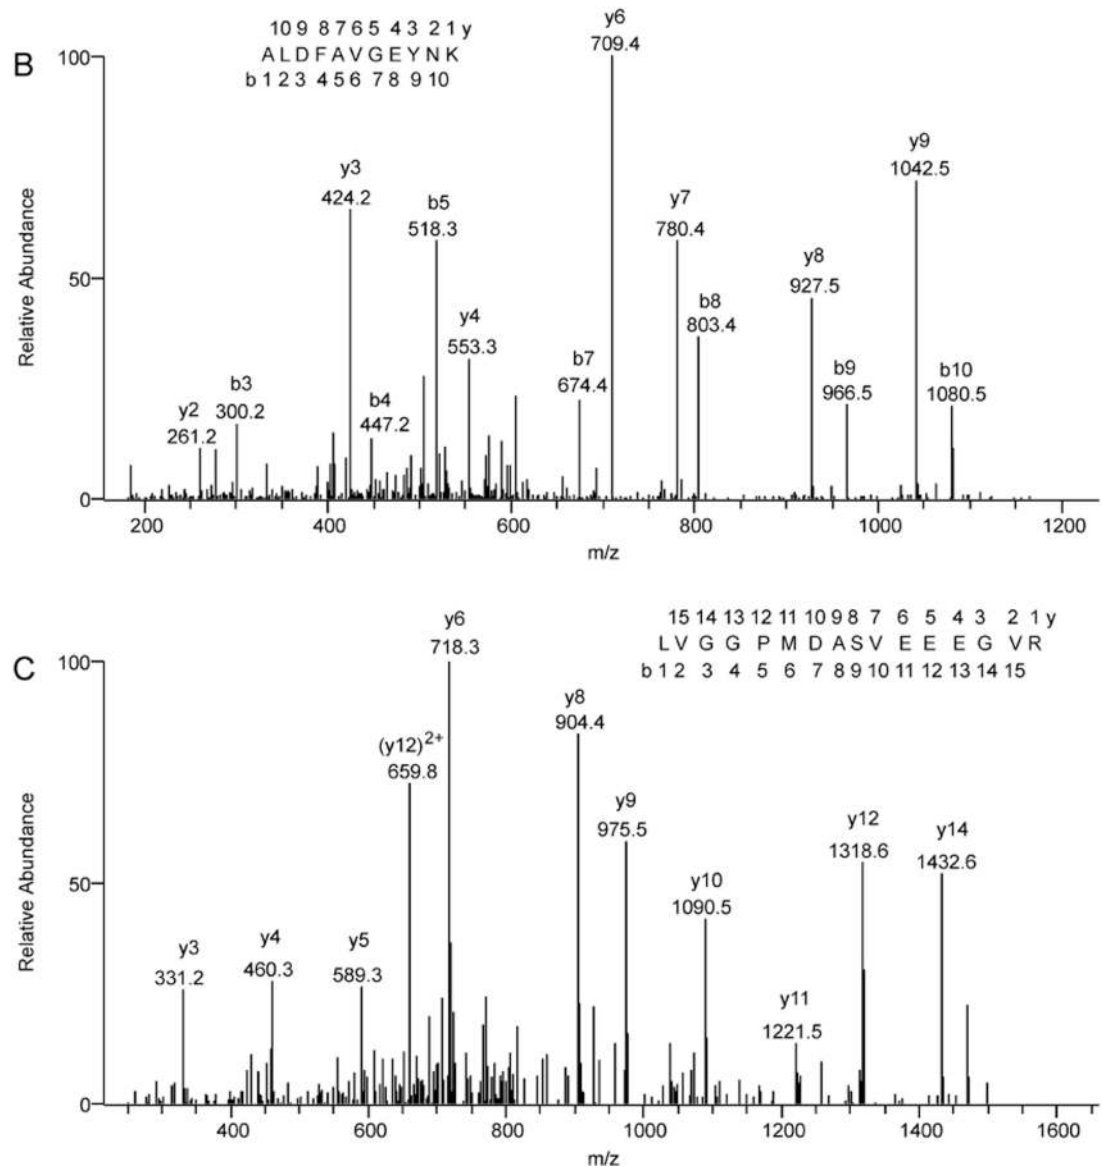 B
10 9 8 7 6 5 4 3 2 1 y
A L D F A V G E Y N K
b 1 2 3 4 5 6 7 8 9 10
Relative Abundance
100
50
0
y2
261.2
b3
300.2
y3
424.2
b4
447.2
b5
518.3
y4
553.3
b7
674.4
y6
709.4
y7
780.4
b8
803.4
y8
927.5
b9
966.5
y9
1042.5
b10
1080.5
200 400 600 800 1000 1200
m/z
C
15 14 13 12 11 10 9 8 7 6 5 4 3 2 1 y
L V G G P M D A S V E E E G V R
b 1 2 3 4 5 6 7 8 9 10 11 12 13 14 15
Relative Abundance
100
50
0
y3
331.2
y4
460.3
y5
589.3
(y12)2+
659.8
y6
718.3
y8
904.4
y9
975.5
y10
1090.5
y11
1221.5
y12
1318.6
y14
1432.6
400 600 800 1000 1200 1400 1600
m/z